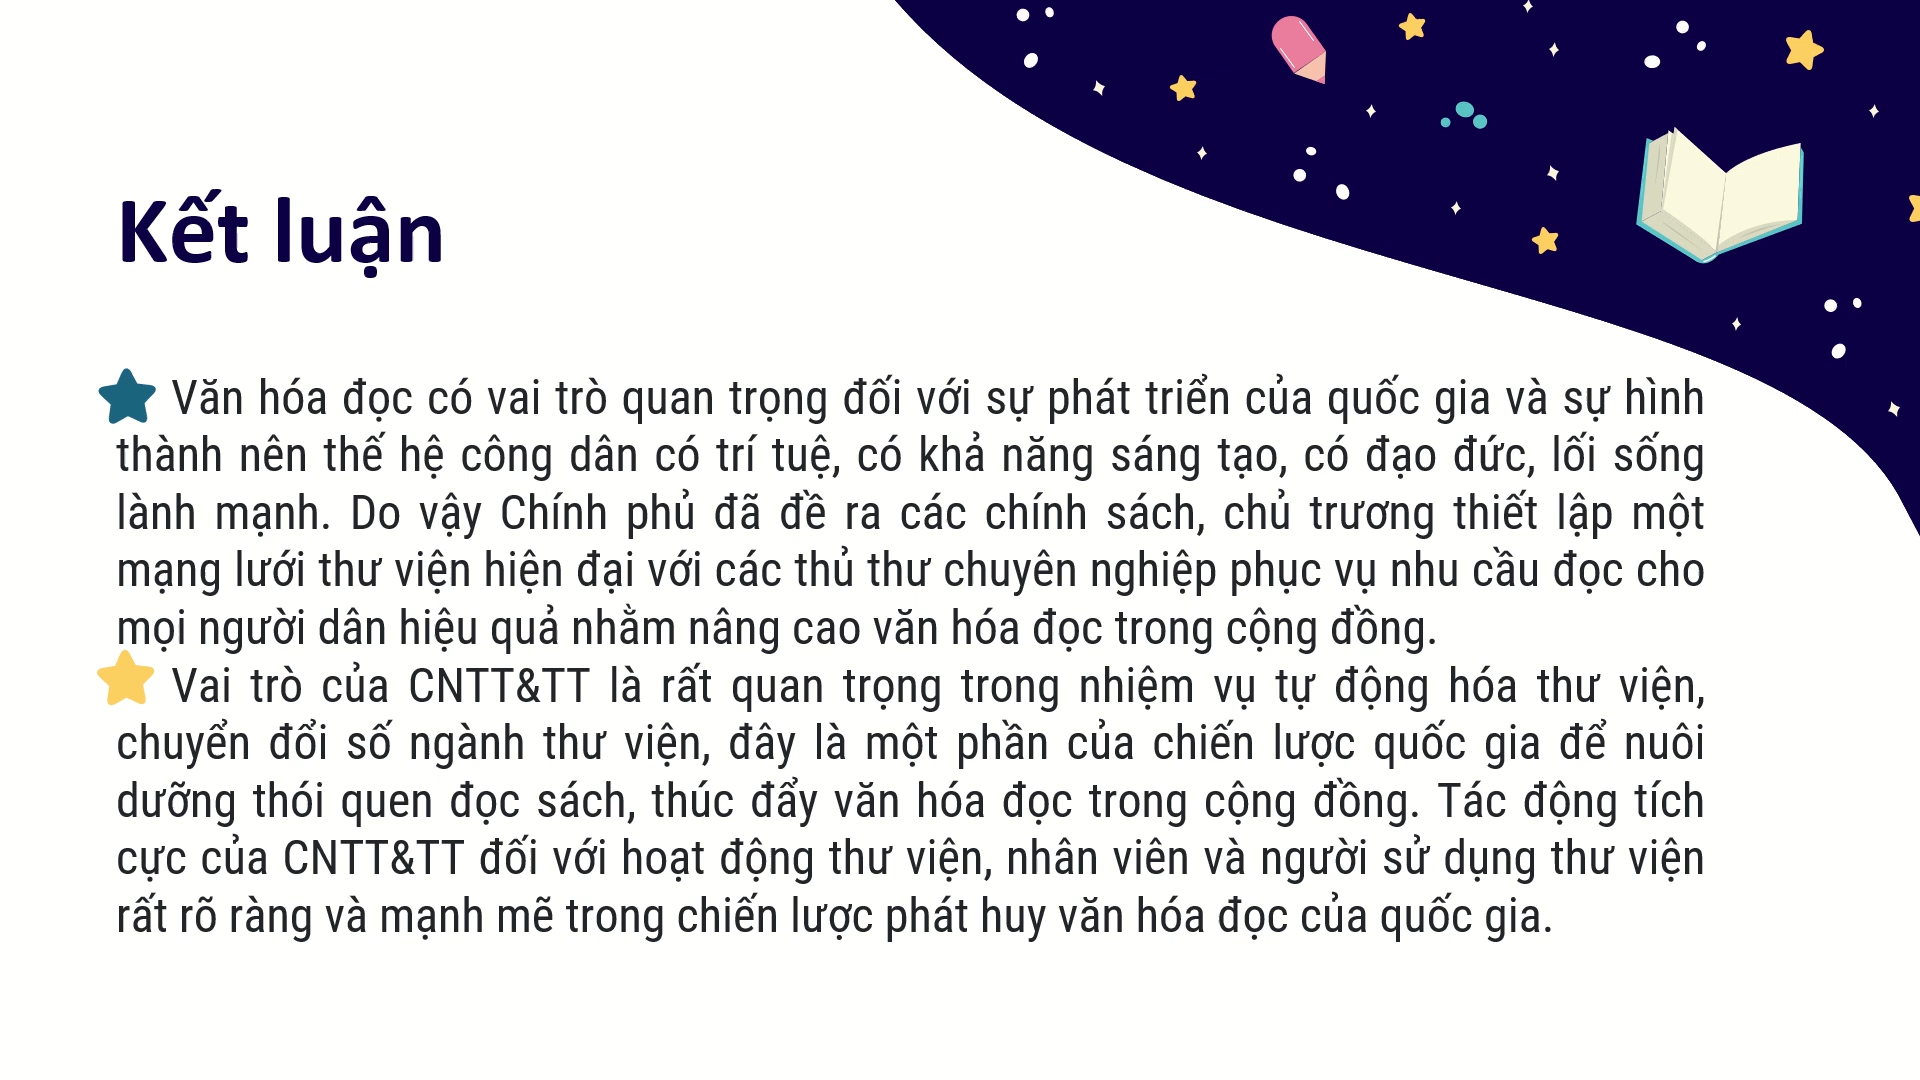 Kết luận
Văn hóa đọc có vai trò quan trọng đối với sự phát triển của quốc gia và sự hình
thành nên thế hệ công dân có trí tuệ, có khả năng sáng tạo, có đạo đức, lối sống
lành mạnh. Do vậy Chính phủ đã đề ra các chính sách, chủ trương thiết lập một
mạng lưới thư viện hiện đại với các thủ thư chuyên nghiệp phục vụ nhu cầu đọc cho
mọi người dân hiệu quả nhằm nâng cao văn hóa đọc trong cộng đồng.
Vai trò của CNTT&TT là rất quan trọng trong nhiệm vụ tự động hóa thư viện,
chuyển đổi số ngành thư viện, đây là một phần của chiến lược quốc gia để nuôi
dưỡng thói quen đọc sách, thúc đẩy văn hóa đọc trong cộng đồng. Tác động tích
cực của CNTT&TT đối với hoạt động thư viện, nhân viên và người sử dụng thư viện
rất rõ ràng và mạnh mẽ trong chiến lược phát huy văn hóa đọc của quốc gia.